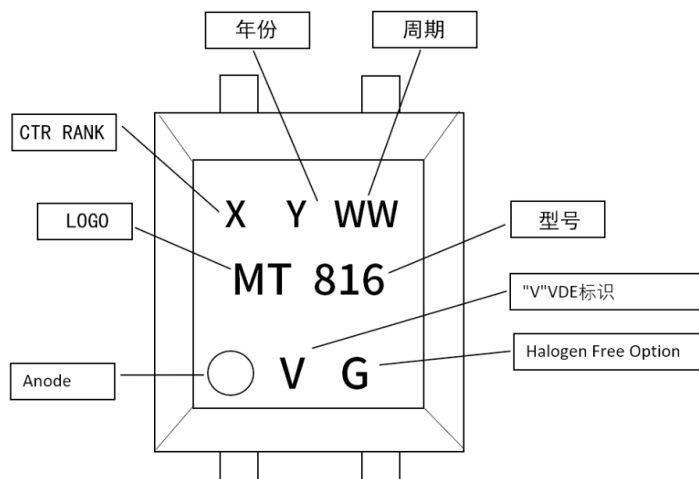 年份
周期
CTR RANK
X Y WW
LOGO
型号
MT 816
"V"VDE标识
Halogen Free Option
Anode
V G